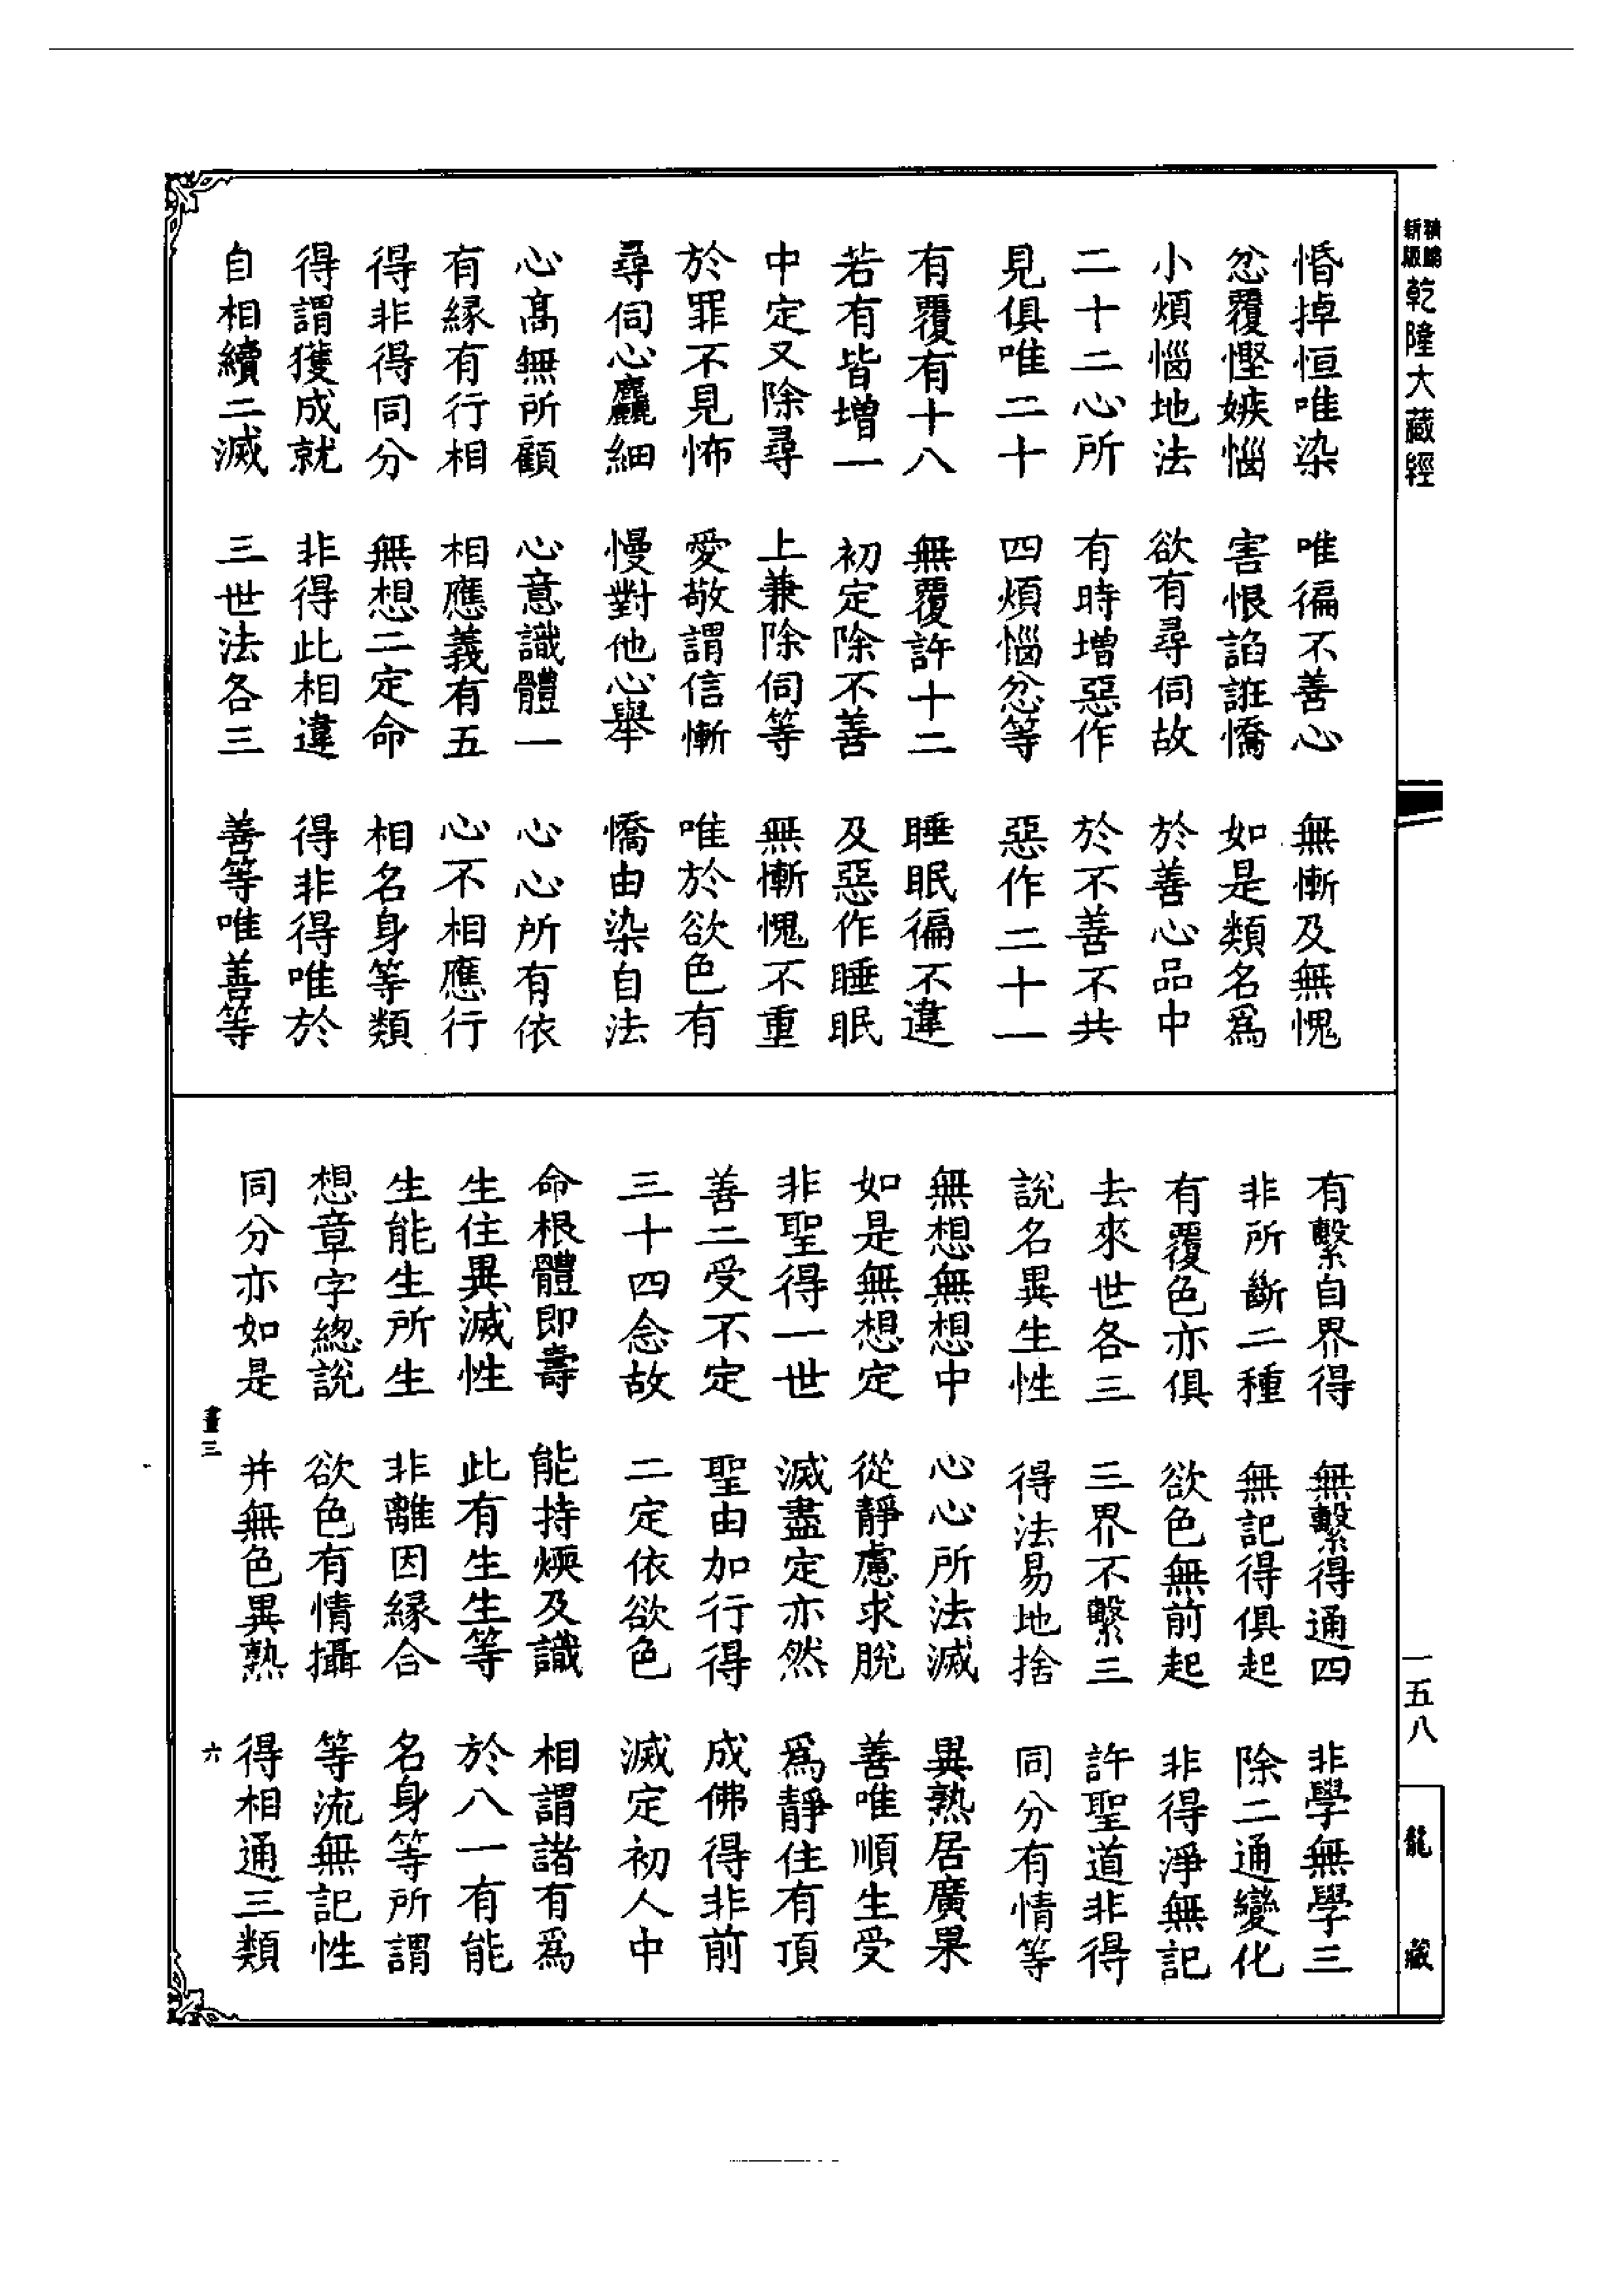 新版精編乾隆大藏經
惛掉恒唯染　唯徧不善心　無慚及無愧
忿覆慳嫉惱　害恨諂誑憍　如是類名爲
小煩惱地法　欲有尋伺故　於善心品中
二十二心所　有時增惡作　於不善不共
見俱唯二十　四煩惱忿等　惡作二十一
有覆有十八　無覆許十二　睡眠徧不違
若有皆增一　初定除不善　及惡作睡眠
中定又除尋　上兼除伺等　無慚愧不重
於罪不見怖　愛敬謂信慚　唯於欲色有
尋伺心麤細　慢對他心舉　憍由染自法
心高無所顧　心意識體一　心心所有依
有緣有行相　相應義有五　心不相應行
得非得同分　無想二定命　相名身等類
得謂獲成就　非得此相違　得非得唯於
自相續二滅　三世法各三　善等唯善等
有繫自界得　無繫得通四　非學無學三
非所斷二種　無記得俱起　除二通變化
有覆色亦俱　欲色無前起　非得淨無記
去來世各三　三界不繫三　許聖道非得
說名異生性　得法易地捨　同分有情等
無想無想中　心心所法滅　異熟居廣果
如是無想定　從靜慮求脫　善唯順生受
非聖得一世　滅盡定亦然　爲靜住有頂
善二受不定　聖由加行得　成佛得非前
三十四念故　二定依欲色　滅定初人中
命根體即壽　能持煗及識　相謂諸有爲
生住異滅性　此有生生等　於八一有能
生能生所生　非離因緣合　名身等所謂
想章字總說　欲色有情攝　等流無記性
同分亦如是　并無色異熟　得相通三類
畫三　六
一五八
龍藏